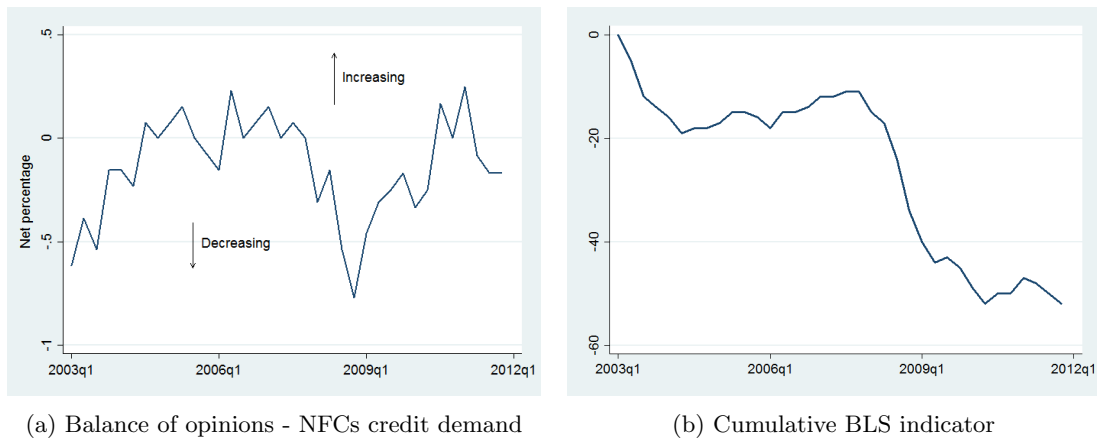 Net percentage
.5
0
-.5
-1
Increasing
Decreasing
2003q1 2006q1 2009q1 2012q1
(a) Balance of opinions - NFCs credit demand
0
-20
-40
-60
2003q1 2006q1 2009q1 2012q1
(b) Cumulative BLS indicator